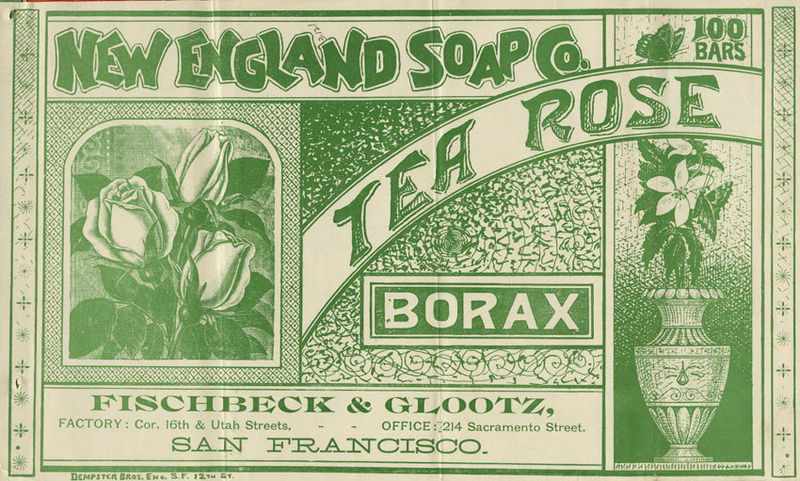 NEW ENGLAND SOAP CO.
100
BARS
TEA ROSE
BORAX
FISCHBECK & GLOOTZ,
FACTORY: Cor. 16th & Utah Streets, - - OFFICE: 214 Sacramento Street.
SAN FRANCISCO.
DEMPSTER BROS. ENG. S.F. 12TH ST.